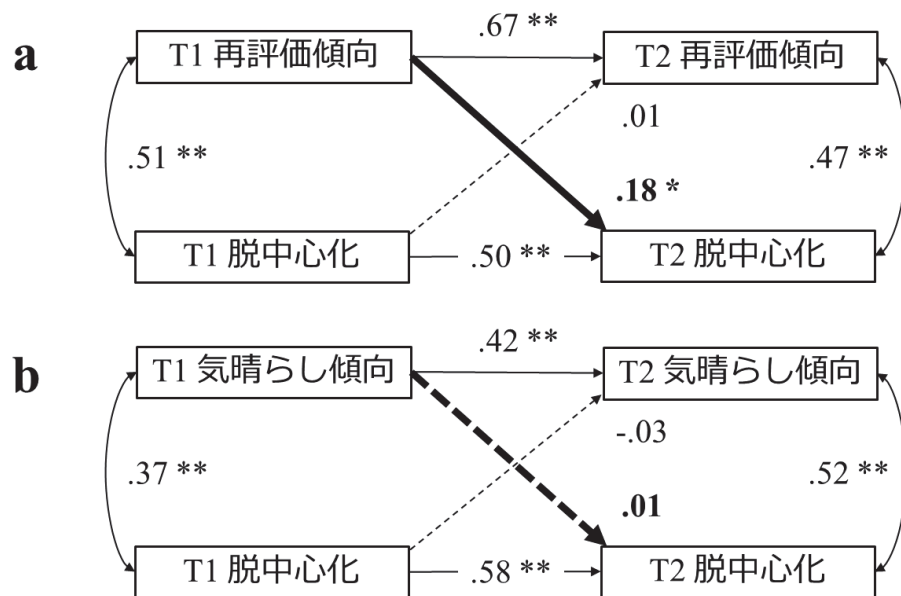 a
.67 **
T1 再評価傾向
T2 再評価傾向
.01
.51 **
.47 **
.18 *
T1 脱中心化
.50 **
T2 脱中心化
b
.42 **
T1 気晴らし傾向
T2 気晴らし傾向
-.03
.37 **
.52 **
.01
T1 脱中心化
.58 **
T2 脱中心化